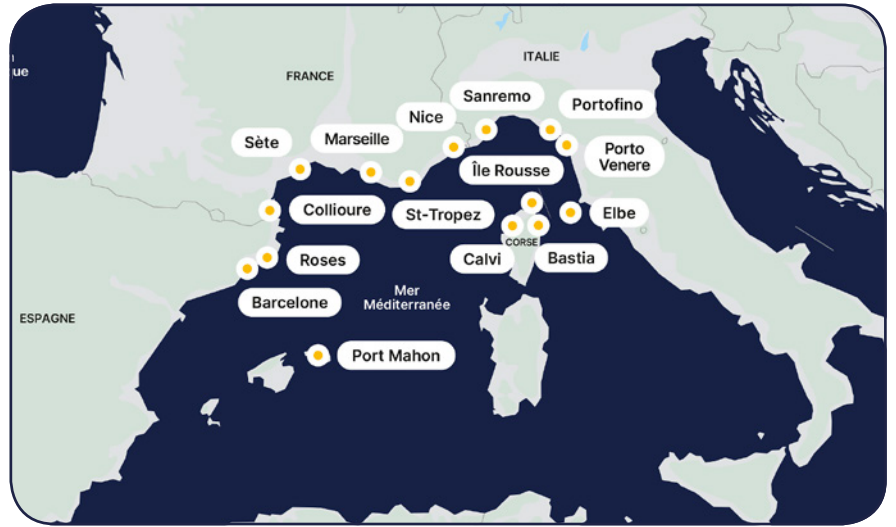 ue
FRANCE
ITALIE
Sanremo
Portofino
Nice
Marseille
Sète
Porto
Venere
Île Rousse
Collioure
St-Tropez
Elbe
CORSE
Calvi
Bastia
Roses
Barcelone
Mer
Méditerranée
ESPAGNE
Port Mahon